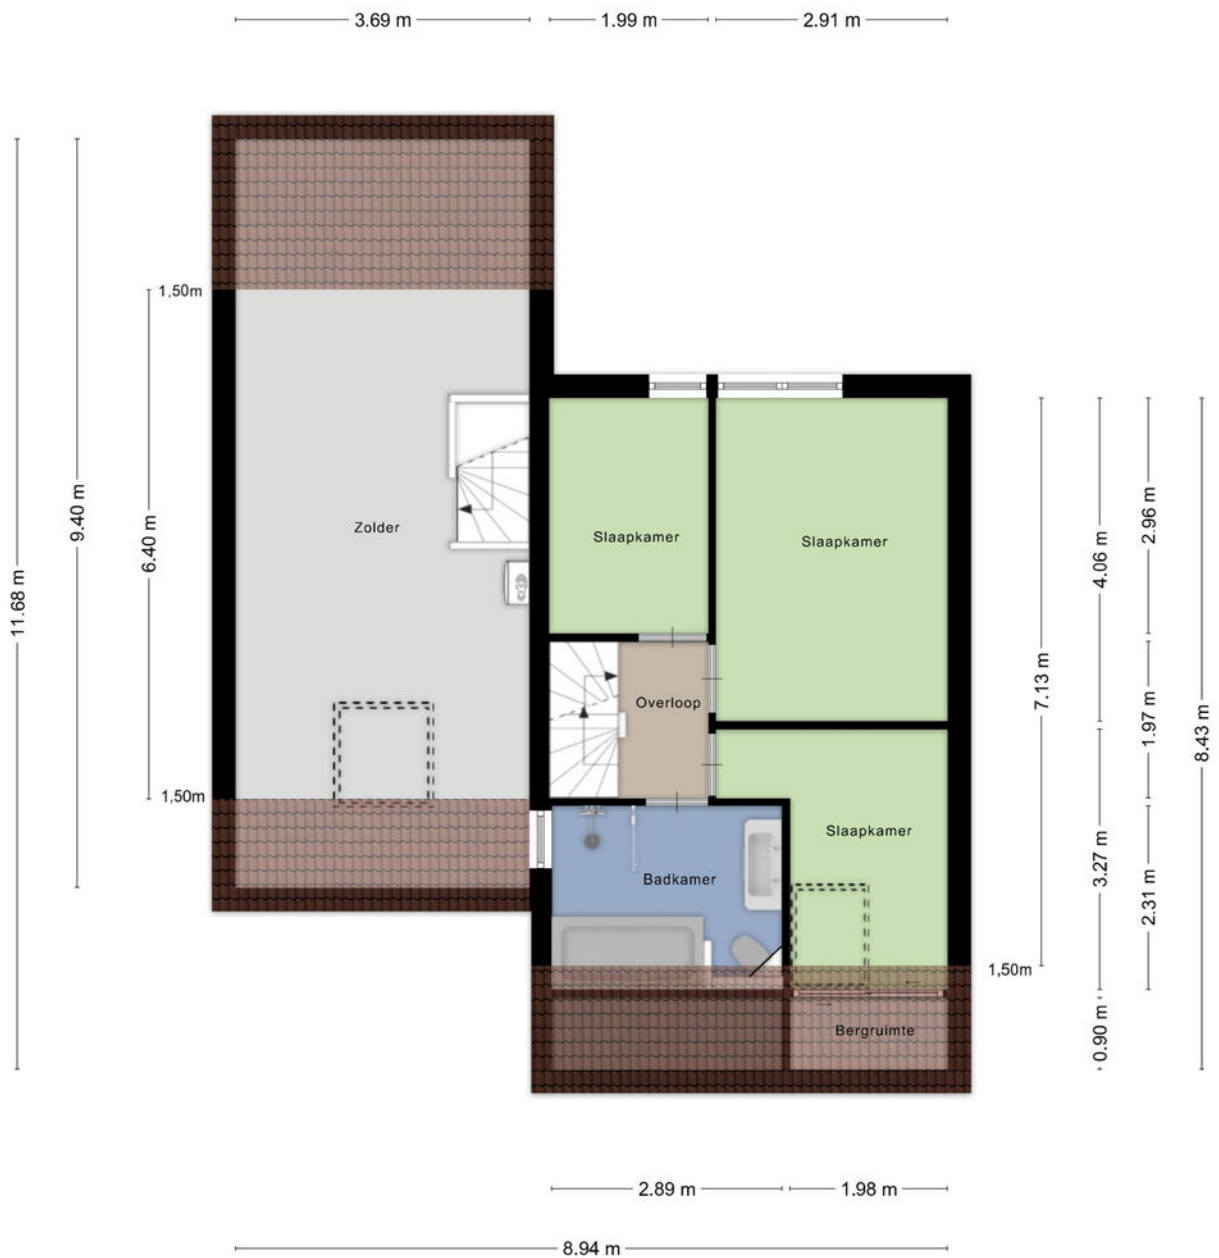 3.69 m
1.99 m
2.91 m
1,50m
Zolder
Slaapkamer
Slaapkamer
Overloop
1,50m
Slaapkamer
Badkamer
1,50m
Bergruimte
11.68 m
9.40 m
6.40 m
7.13 m
4.06 m
3.27 m
0.90 m
2.96 m
1.97 m
2.31 m
8.43 m
2.89 m
1.98 m
8.94 m